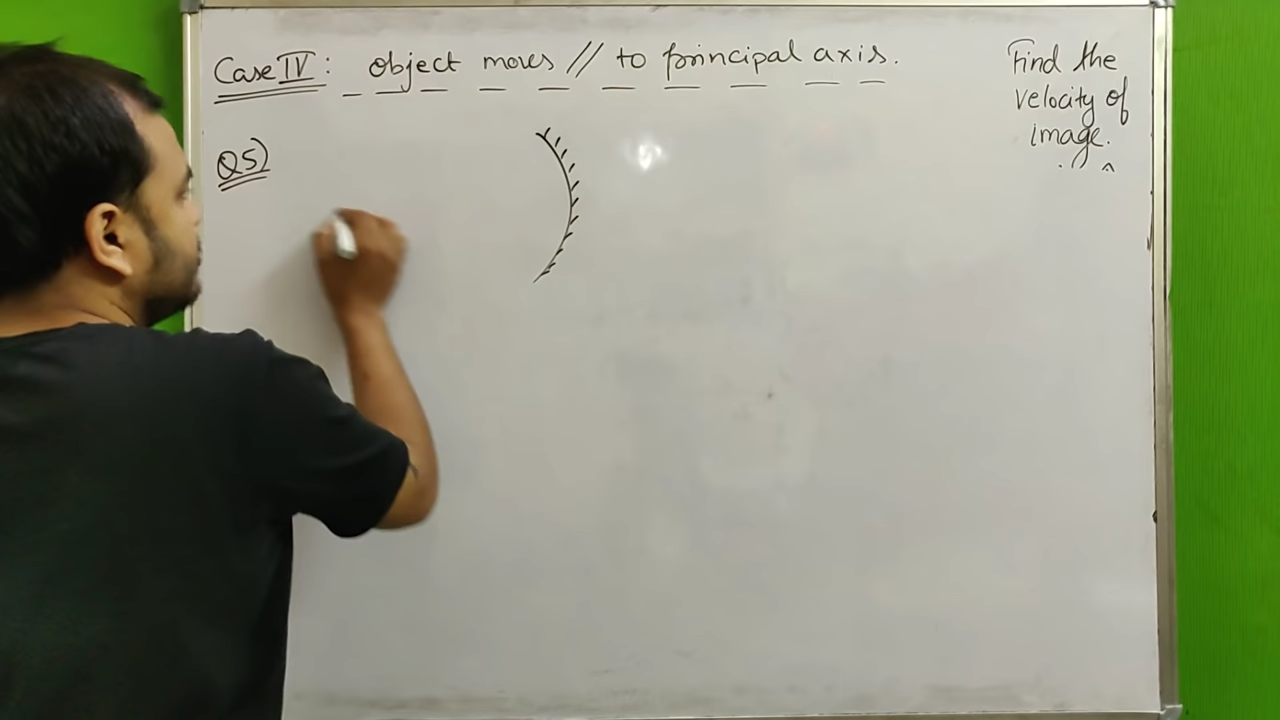 Case IV: object moves // to principal axis.
Find the
velocity of
image.
Q5)